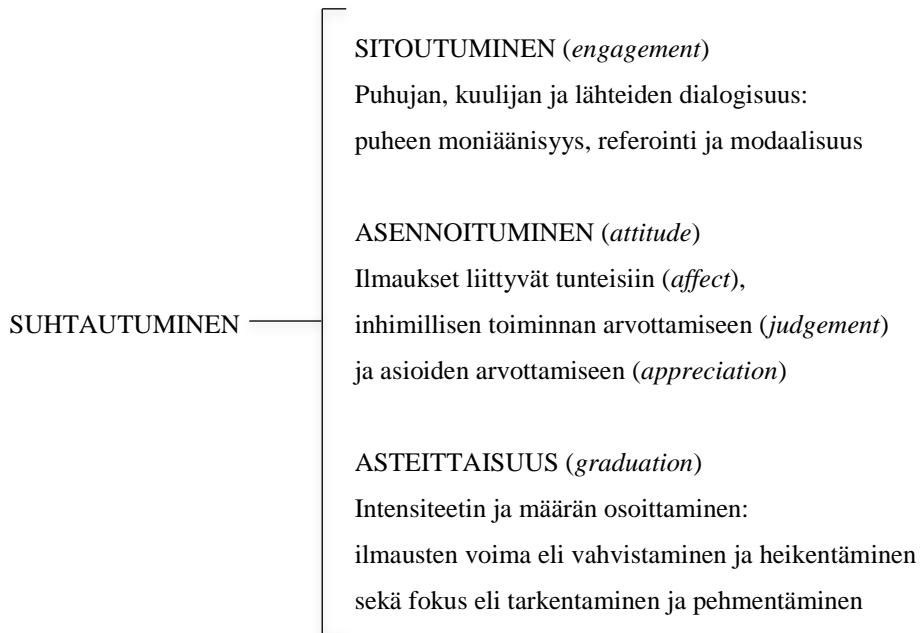 SITOUTUMINEN (engagement)
Puhujan, kuulijan ja lähteiden dialogisuus:
puheen moniäänisyys, referointi ja modaalisuus
ASENNOITUMINEN (attitude)
Ilmaukset liittyvät tunteisiin (affect),
SUHTAUTUMINEN
inhimillisen toiminnan arvottamiseen (judgement)
ja asioiden arvottamiseen (appreciation)
ASTEITTAISUUS (graduation)
Intensiteetin ja määrän osoittaminen:
ilmausten voima eli vahvistaminen ja heikentäminen
sekä fokus eli tarkentaminen ja pehmentäminen